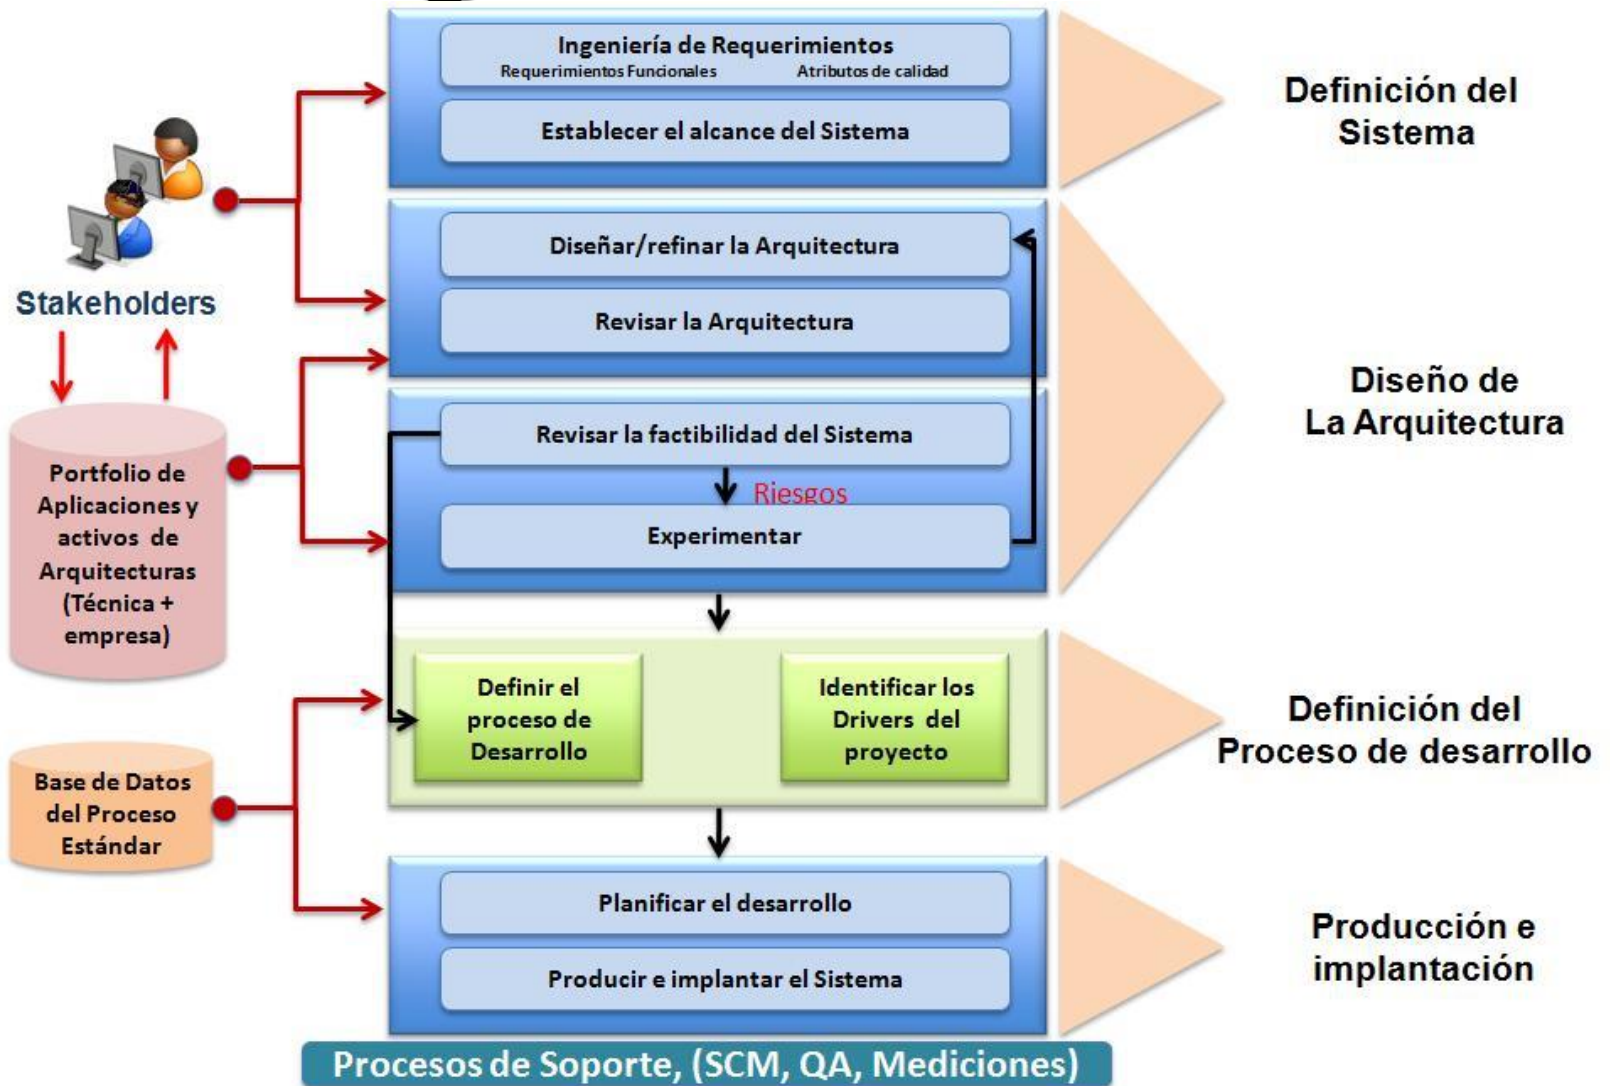 Ingeniería de Requerimientos
Requerimientos Funcionales Atributos de calidad
Establecer el alcance del Sistema
Definición del
Sistema
Stakeholders
Diseñar/refinar la Arquitectura
Revisar la Arquitectura
Revisar la factibilidad del Sistema
Riesgos
Experimentar
Diseño de
La Arquitectura
Portfolio de
Aplicaciones y
activos de
Arquitecturas
(Técnica +
empresa)
Definir el
proceso de
Desarrollo
Identificar los
Drivers del
proyecto
Definición del
Proceso de desarrollo
Base de Datos
del Proceso
Estándar
Planificar el desarrollo
Producir e implantar el Sistema
Producción e
implantación
Procesos de Soporte, (SCM, QA, Mediciones)